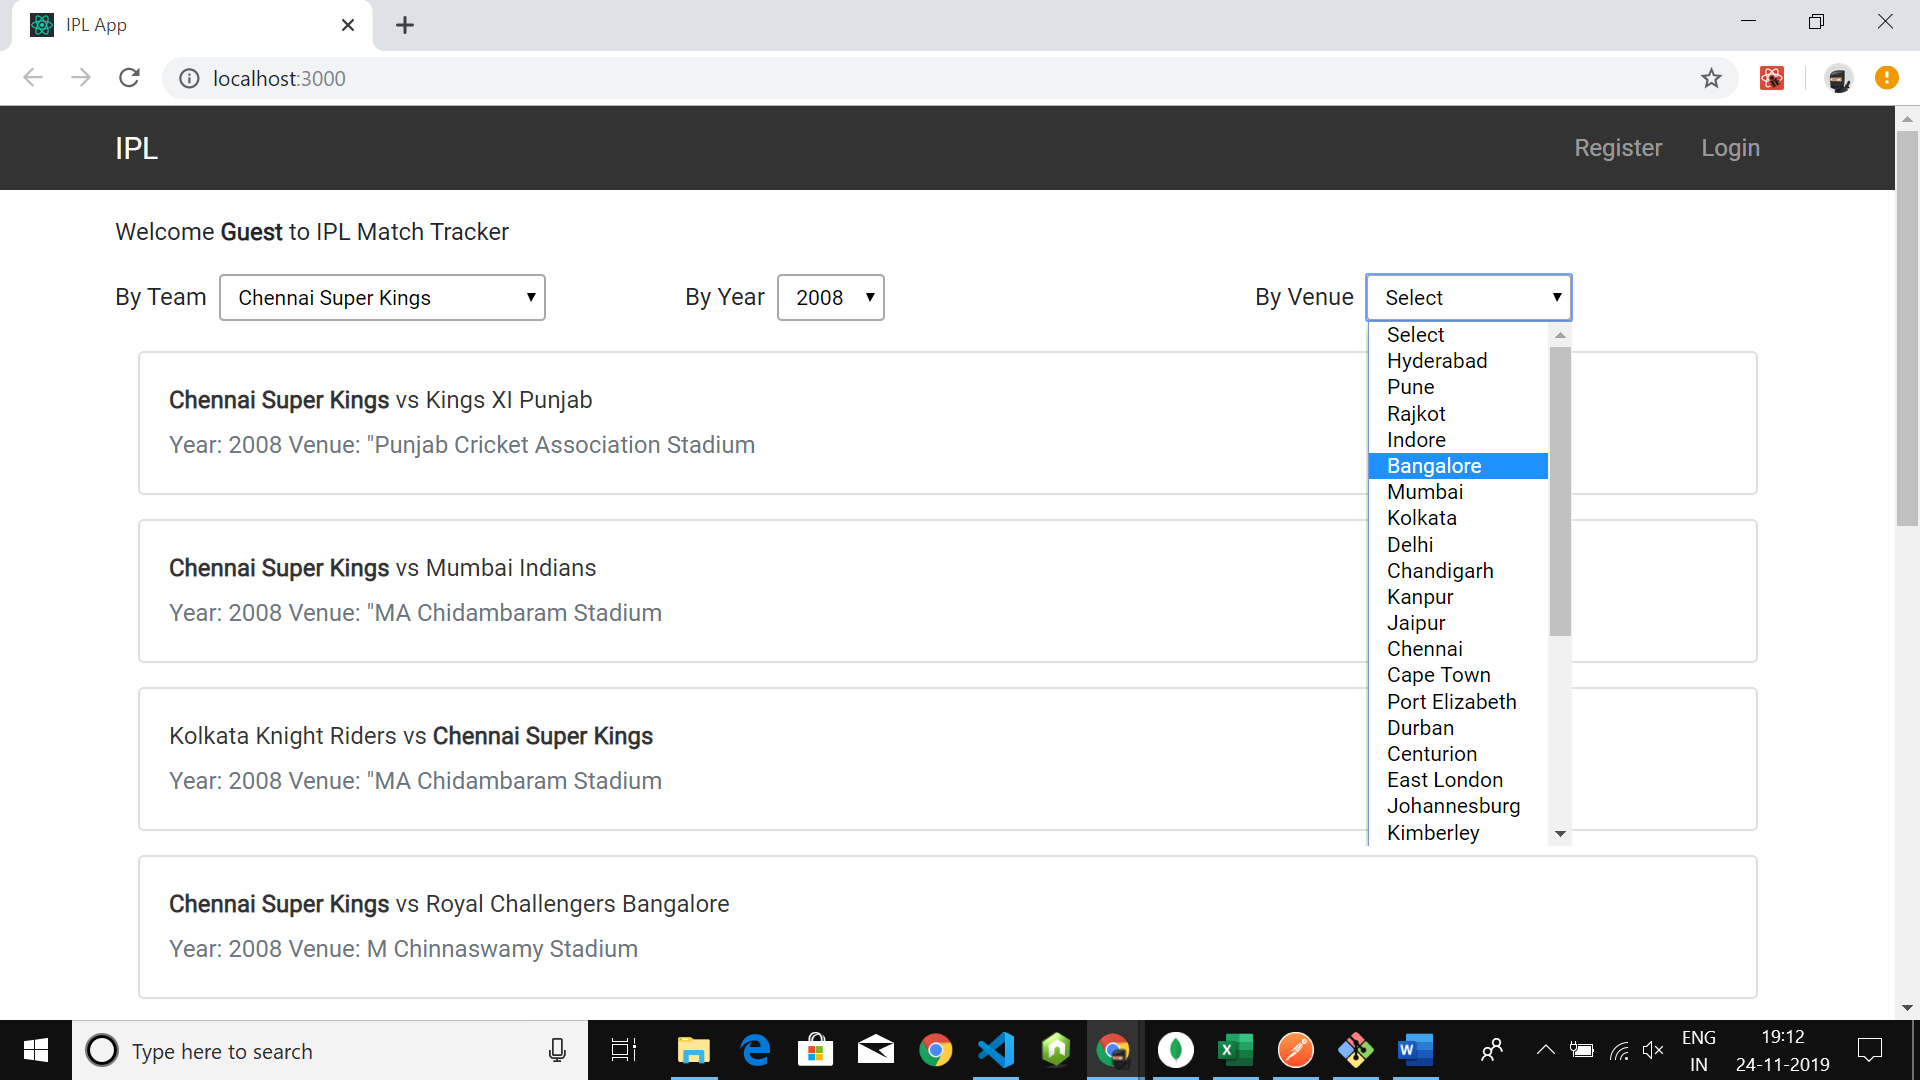 IPL App
localhost:3000
IPL Register Login
Welcome Guest to IPL Match Tracker
By Team Chennai Super Kings By Year 2008 By Venue Select
Select
Hyderabad
Pune
Rajkot
Indore
Bangalore
Mumbai
Kolkata
Delhi
Chandigarh
Kanpur
Jaipur
Chennai
Cape Town
Port Elizabeth
Durban
Centurion
East London
Johannesburg
Kimberley
Chennai Super Kings vs Kings XI Punjab
Year: 2008 Venue: "Punjab Cricket Association Stadium
Chennai Super Kings vs Mumbai Indians
Year: 2008 Venue: "MA Chidambaram Stadium
Kolkata Knight Riders vs Chennai Super Kings
Year: 2008 Venue: "MA Chidambaram Stadium
Chennai Super Kings vs Royal Challengers Bangalore
Year: 2008 Venue: M Chinnaswamy Stadium
Type here to search
ENG
IN
19:12
24-11-2019